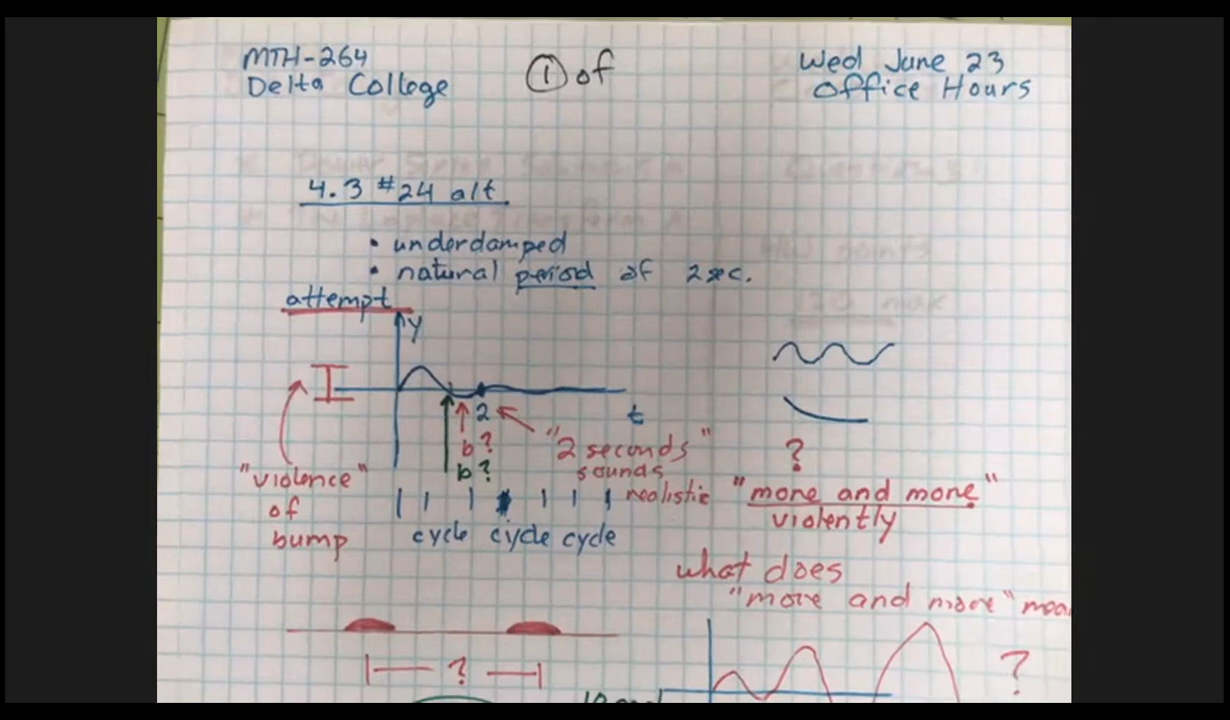 MTH-264
Delta College
① of
Wed June 23
Office Hours
4.3 #24 alt
• underdamped
• natural period of 2 sec.
attempt
y
t
2
b?
b?
"2 seconds"
sounds
realistic
"violence"
of
bump
cycle cycle cycle
?
"more and more"
violently
what does
"more and more"
?
?